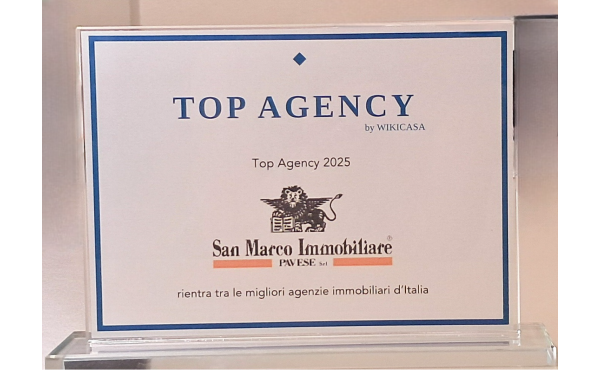 TOP AGENCY
by WIKICASA
Top Agency 2025
San Marco Immobiliare®
PAVESE Srl
rientra tra le migliori agenzie immobiliari d'Italia